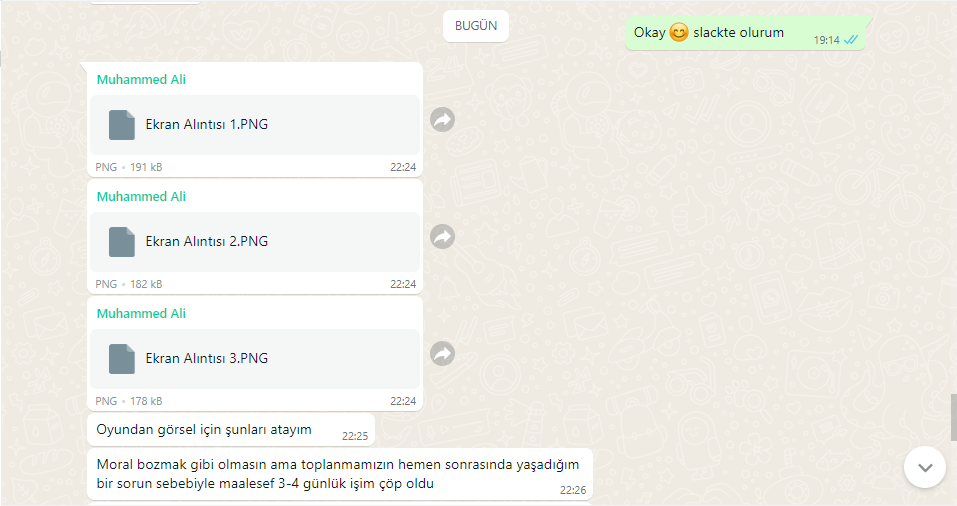 BUGÜN
Okay 😊 slackte olurum
19:14
Muhammed Ali
Ekran Alıntısı 1.PNG
PNG • 191 kB
22:24
Muhammed Ali
Ekran Alıntısı 2.PNG
PNG • 182 kB
22:24
Muhammed Ali
Ekran Alıntısı 3.PNG
PNG • 178 kB
22:24
Oyundan görsel için şunları atayım
22:25
Moral bozmak gibi olmasın ama toplanmamızın hemen sonrasında yaşadığım
bir sorun sebebiyle maalesef 3-4 günlük işim çöp oldu
22:26